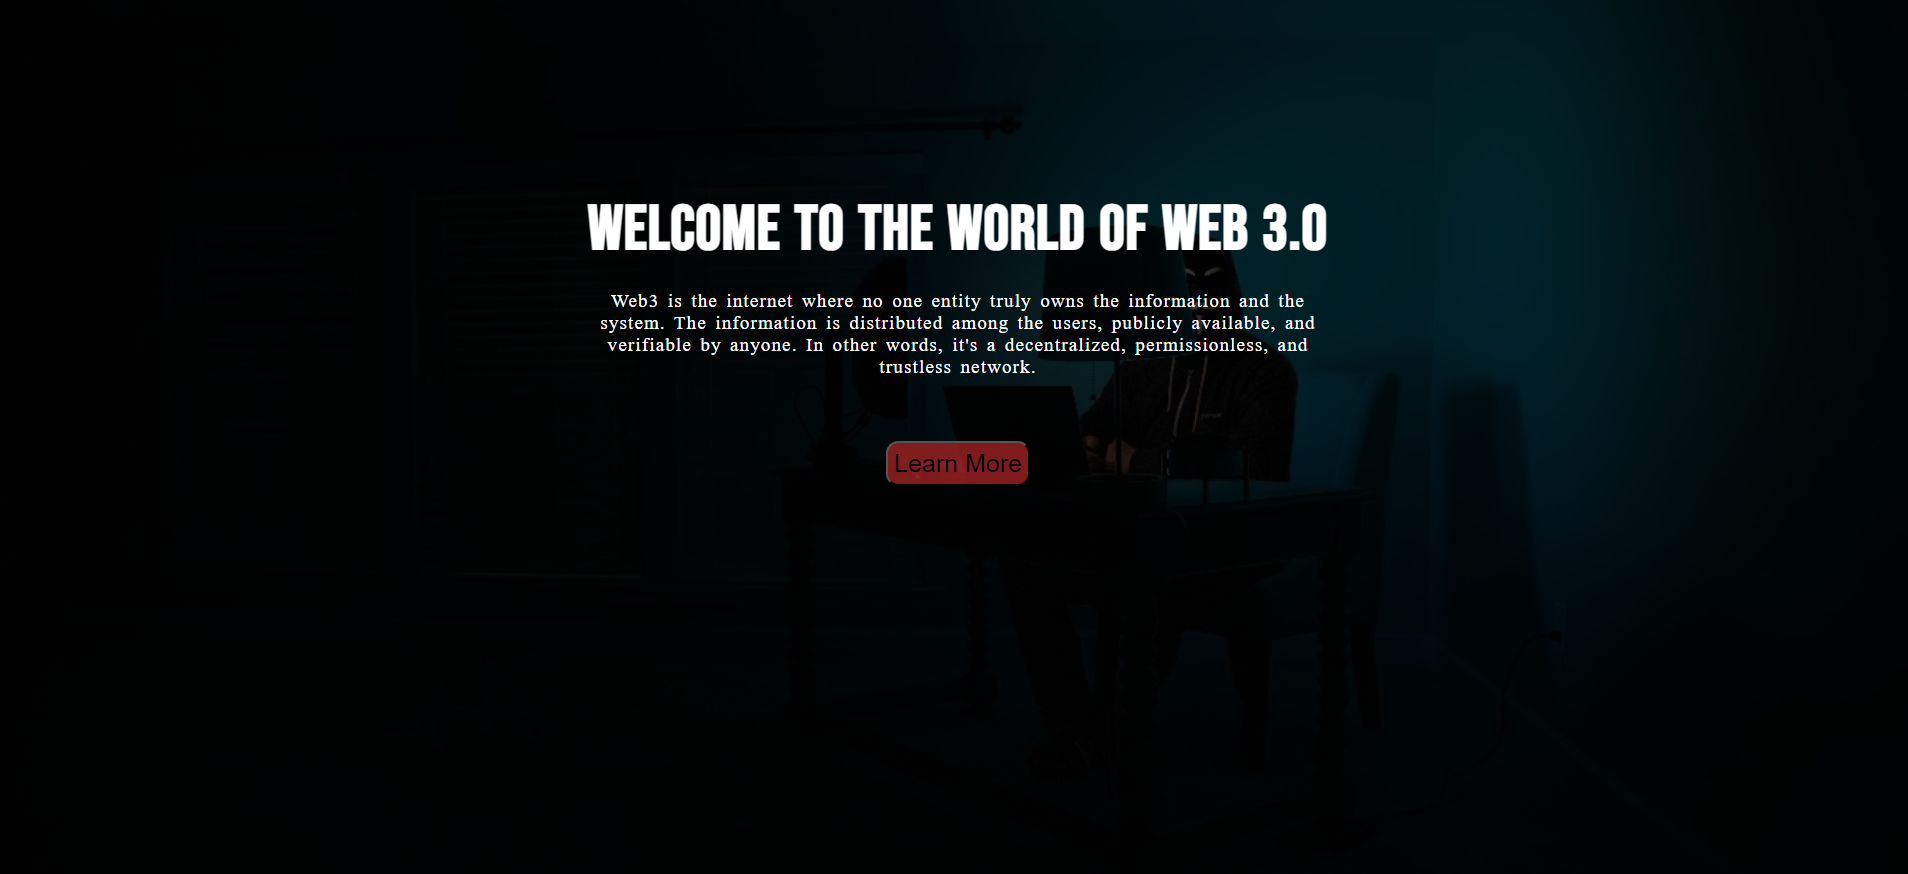 WELCOME TO THE WORLD OF WEB 3.0
Web3 is the internet where no one entity truly owns the information and the
system. The information is distributed among the users, publicly available, and
verifiable by anyone. In other words, it's a decentralized, permissionless, and
trustless network.
Learn More